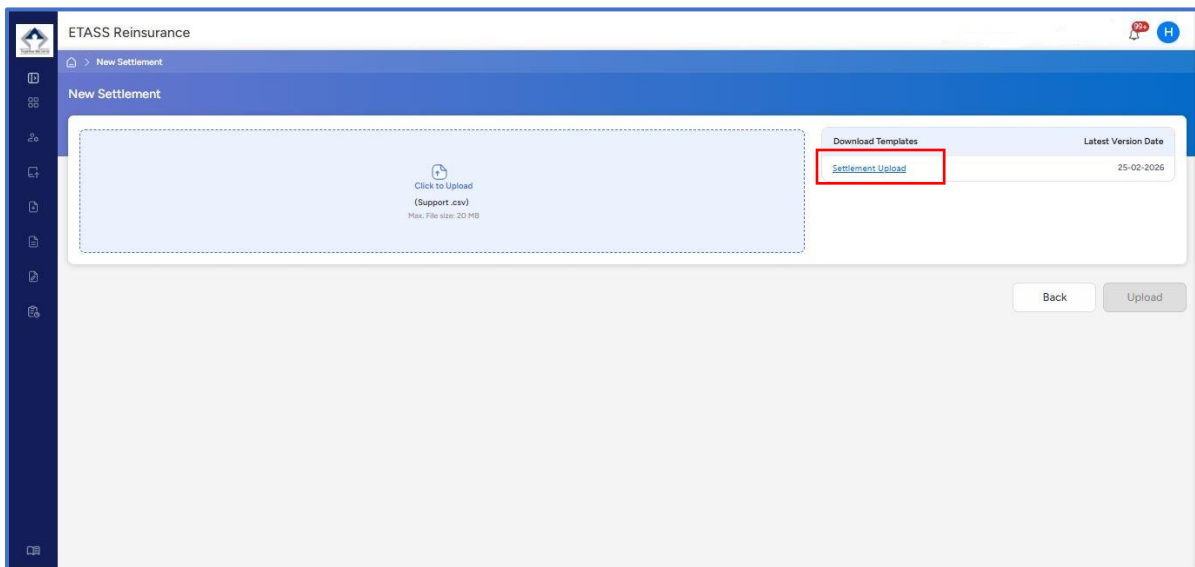 ETASS Reinsurance
99+
H
> New Settlement
New Settlement
Click to Upload
(Support .csv)
Max. File size: 20 MB
Download Templates Latest Version Date
Settlement Upload 25-02-2026
Back Upload